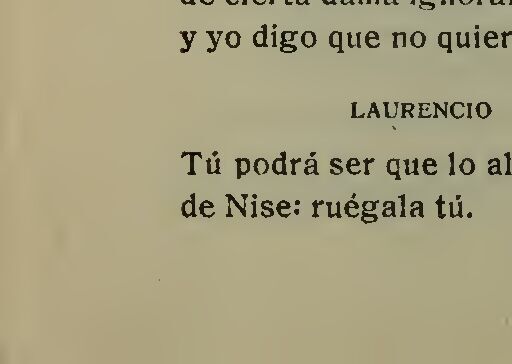 y yo digo que no
LAURENCIO
Tú podrá ser que lo
de Nise: ruégala tú.